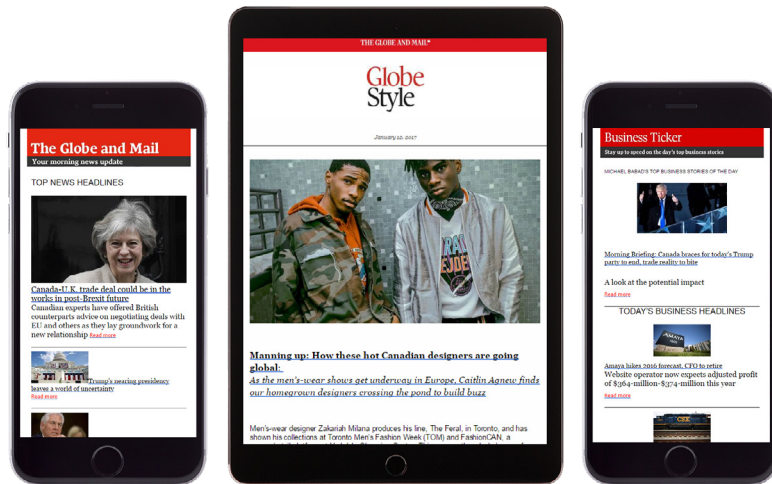 The Globe and Mail
Your morning news update
TOP NEWS HEADLINES
Canada-U.K. trade deal could be in the
works in post-Brexit future
Canadian experts have offered British
counterparts advice on negotiating deals with
EU and others as they lay groundwork for a
new relationship Read more
Trump's nearing presidency
leaves a world of uncertainty
Read more
THE GLOBE AND MAIL*
Globe
Style
January 10, 2017
Manning up: How these hot Canadian designers are going
global:
As the men's-wear shows get underway in Europe, Caitlin Agnew finds
our homegrown designers crossing the pond to build buzz
Men's-wear designer Zakariah Milana produces his line, The Feral, in Toronto, and has
shown his collections at Toronto Men's Fashion Week (TOM) and FashionCAN, a
Business Ticker
Stay up to speed on the day's top business stories
MICHAEL BABAD'S TOP BUSINESS STORIES OF THE DAY
Morning Briefing: Canada braces for today's Trump
party to end, trade reality to bite
A look at the potential impact
Read more
TODAY'S BUSINESS HEADLINES
AMAYA
Amaya hikes 2016 forecast, CFO to retire
Website operator now expects adjusted profit
of $364-million-$374-million this year
Read more
CSX